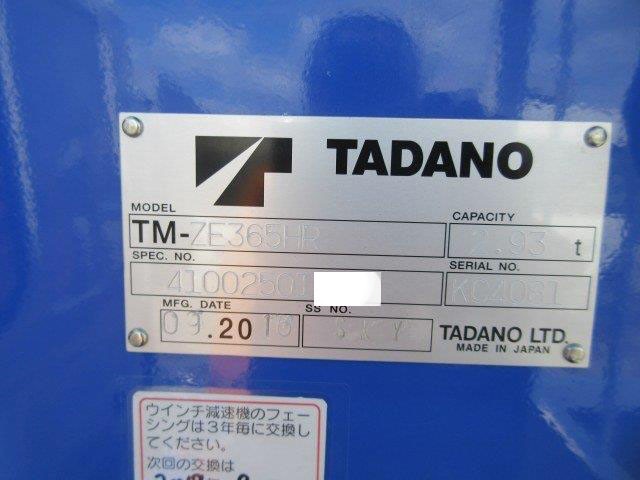 TADANO
MODEL
TM-ZE365HR
CAPACITY
2.93 t
SPEC. NO.
41002501
SERIAL NO.
KC4081
MFG. DATE
09.2016
SS NO.
SKY
TADANO LTD.
MADE IN JAPAN
ウインチ減速機のフェー
シングは3年毎に交換し
てください。
次回の交換は